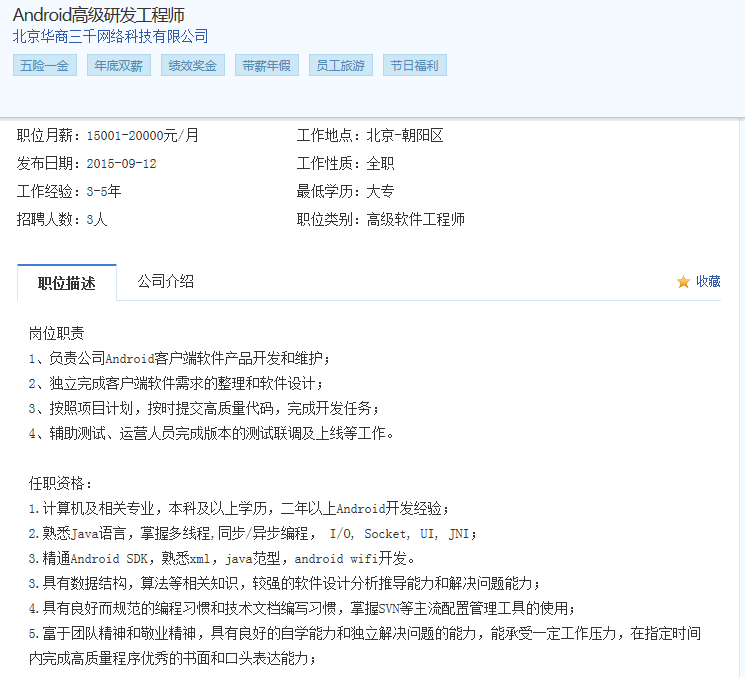 Android高级研发工程师
北京华商三千网络科技有限公司
五险一金 年底双薪 绩效奖金 带薪年假 员工旅游 节日福利
职位月薪：15001-20000元/月 工作地点：北京-朝阳区
发布日期：2015-09-12 工作性质：全职
工作经验：3-5年 最低学历：大专
招聘人数：3人 职位类别：高级软件工程师
职位描述 公司介绍 收藏
岗位职责
1、负责公司Android客户端软件产品开发和维护；
2、独立完成客户端软件需求的整理和软件设计；
3、按照项目计划，按时提交高质量代码，完成开发任务；
4、辅助测试、运营人员完成版本的测试联调及上线等工作。
任职资格：
1.计算机及相关专业，本科及以上学历，二年以上Android开发经验；
2.熟悉Java语言，掌握多线程,同步/异步编程， I/O, Socket, UI, JNI；
3.精通Android SDK，熟悉xml，java范型，android wifi开发。
3.具有数据结构，算法等相关知识，较强的软件设计分析推导能力和解决问题能力；
4.具有良好而规范的编程习惯和技术文档编写习惯，掌握SVN等主流配置管理工具的使用；
5.富于团队精神和敬业精神，具有良好的自学能力和独立解决问题的能力，能承受一定工作压力，在指定时间
内完成高质量程序优秀的书面和口头表达能力；